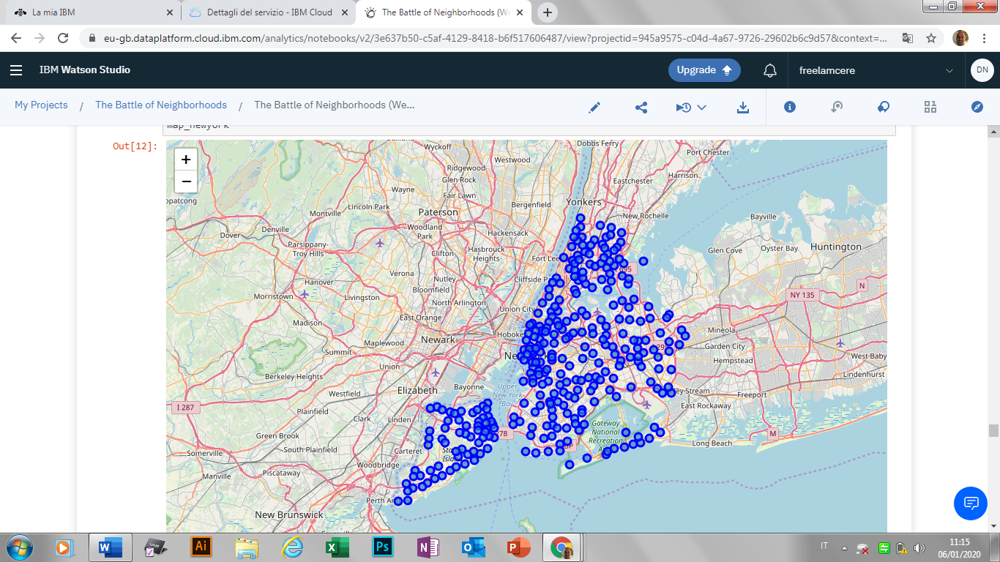 La mia IBM
Dettagli del servizio - IBM Cloud
The Battle of Neighborhoods (We
eu-gb.dataplatform.cloud.ibm.com/analytics/notebooks/v2/3e637b50-c5af-4129-8418-b6f517606487/view?projectid=945a9575-c04d-4a67-9726-29602b6c9d57&context=...
IBM Watson Studio
Upgrade
freelamcere
DN
My Projects / The Battle of Neighborhoods / The Battle of Neighborhoods (We...
map_newyork
Out[12]:
+
−
Wyckoff
Dobbs Ferry
Port Chester
Westwood
Ridgewood
Harrison
Eastchester
Glen Rock
Wayne
Fair Lawn
opatcong
Yonkers
Bergenfield
Lincoln Park
Montville
Paterson
New Rochelle
Bayville
Denville
Woodland
Park
Dover
Hackensack
Parsippany-
Troy Hills
Clifton
Hasbrouck
Heights
Fort Lee
Glen Cove
Oyster Bay
Huntington
695
Verona
Nutley
Cliffside P
Hanover
Bloomfield
N
Morristown
Livingston
North Arlington
NY 135
Union City
East Orange
Madison
Mineola
Maplewood
Newark
Hoboke
Garden City
Summit
Ne
West Baby
Hempstead
Union
Lindenhurst
Berkeley Heights
Upper
New York
Bay
Elizabeth
Bayonne
ey Stream
Freeport
Westfield
East Rockaway
I 287
Plainfield
Clark
Linden
Gateway
National
Recreation
278
M
Green Brook
South Plainfield
Carteret
Long Beach
Somerville
Woodbridge
Piscataway
Manville
Perth Am
New Brunswick
IT
11:15
06/01/2020